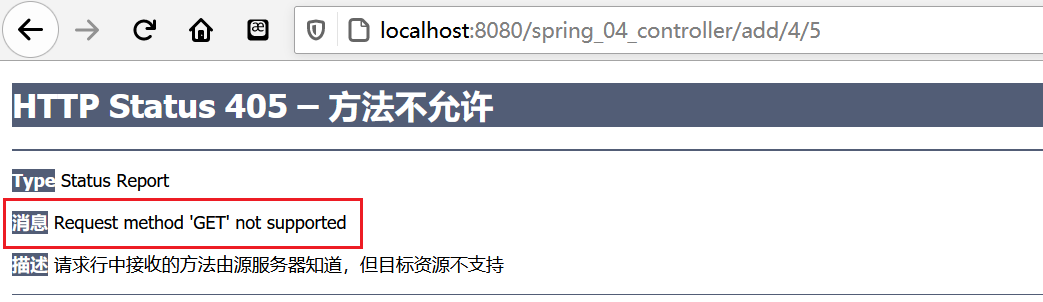 localhost:8080/spring_04_controller/add/4/5
HTTP Status 405 – 方法不允许
Type Status Report
消息 Request method 'GET' not supported
描述 请求行中接收的方法由源服务器知道，但目标资源不支持